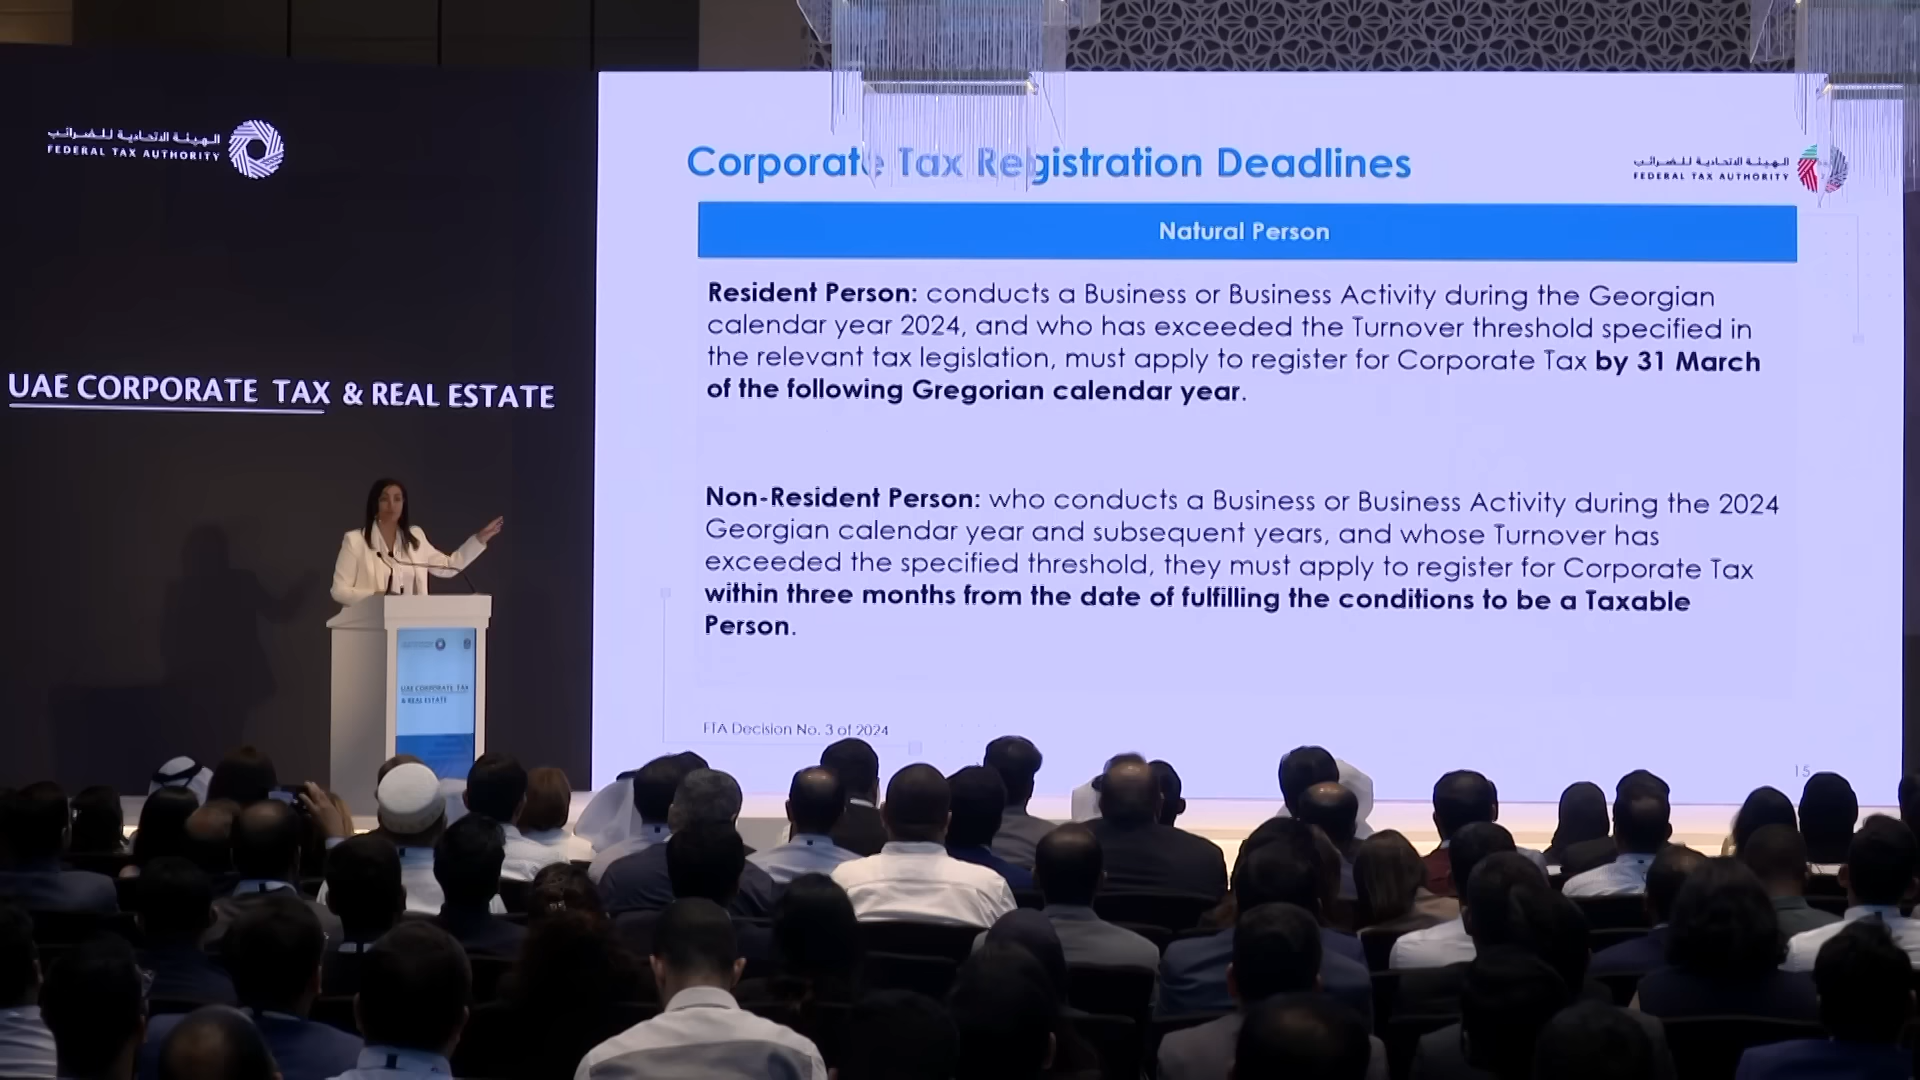 الهيئة الاتحادية للضرائب
FEDERAL TAX AUTHORITY
UAE CORPORATE TAX & REAL ESTATE
Corporate Tax Registration Deadlines
الهيئة الاتحادية للضرائب
FEDERAL TAX AUTHORITY
Natural Person
Resident Person: conducts a Business or Business Activity during the Georgian
calendar year 2024, and who has exceeded the Turnover threshold specified in
the relevant tax legislation, must apply to register for Corporate Tax by 31 March
of the following Gregorian calendar year.
Non-Resident Person: who conducts a Business or Business Activity during the 2024
Georgian calendar year and subsequent years, and whose Turnover has
exceeded the specified threshold, they must apply to register for Corporate Tax
within three months from the date of fulfilling the conditions to be a Taxable
Person.
FTA Decision No. 3 of 2024
15
UAE CORPORATE TAX
& REAL ESTATE